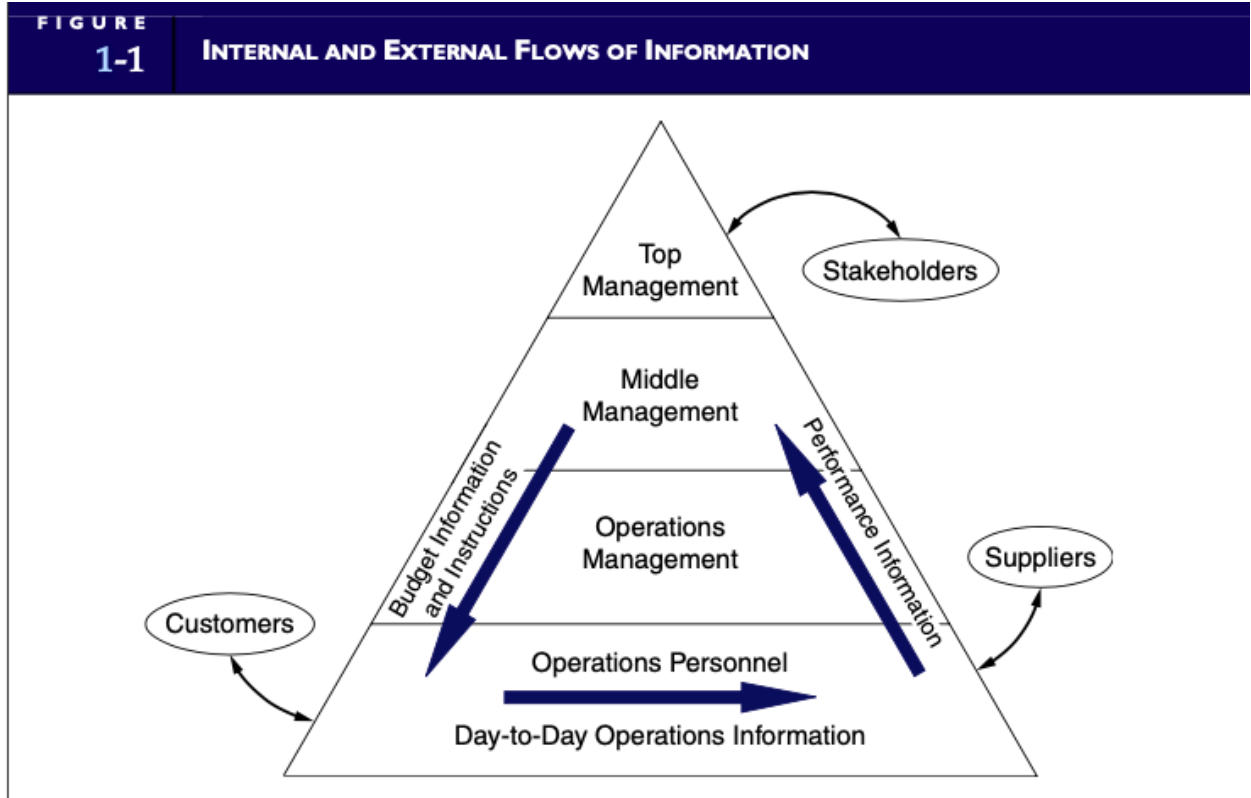 FIGURE
1-1
INTERNAL AND EXTERNAL FLOWS OF INFORMATION
Top
Management
Stakeholders
Middle
Management
Budget Information
and Instructions
Performance Information
Operations
Management
Suppliers
Customers
Operations Personnel
Day-to-Day Operations Information